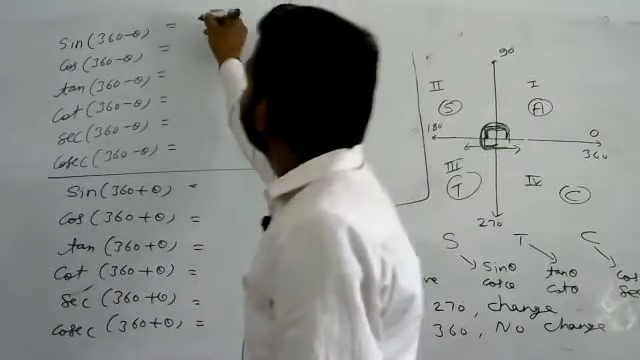 sin(360-θ) =
cos(360-θ) =
tan(360-θ) =
cot(360-θ) =
sec(360-θ) =
cosec(360-θ) =
sin(360+θ) =
cos(360+θ) =
tan(360+θ) =
cot(360+θ) =
sec(360+θ) =
cosec(360+θ) =
90
II I
S A
180 0
360
III IV
T C
270
S T C
sinθ tanθ cos
ve cosec cotθ sec
270, change
360, No change